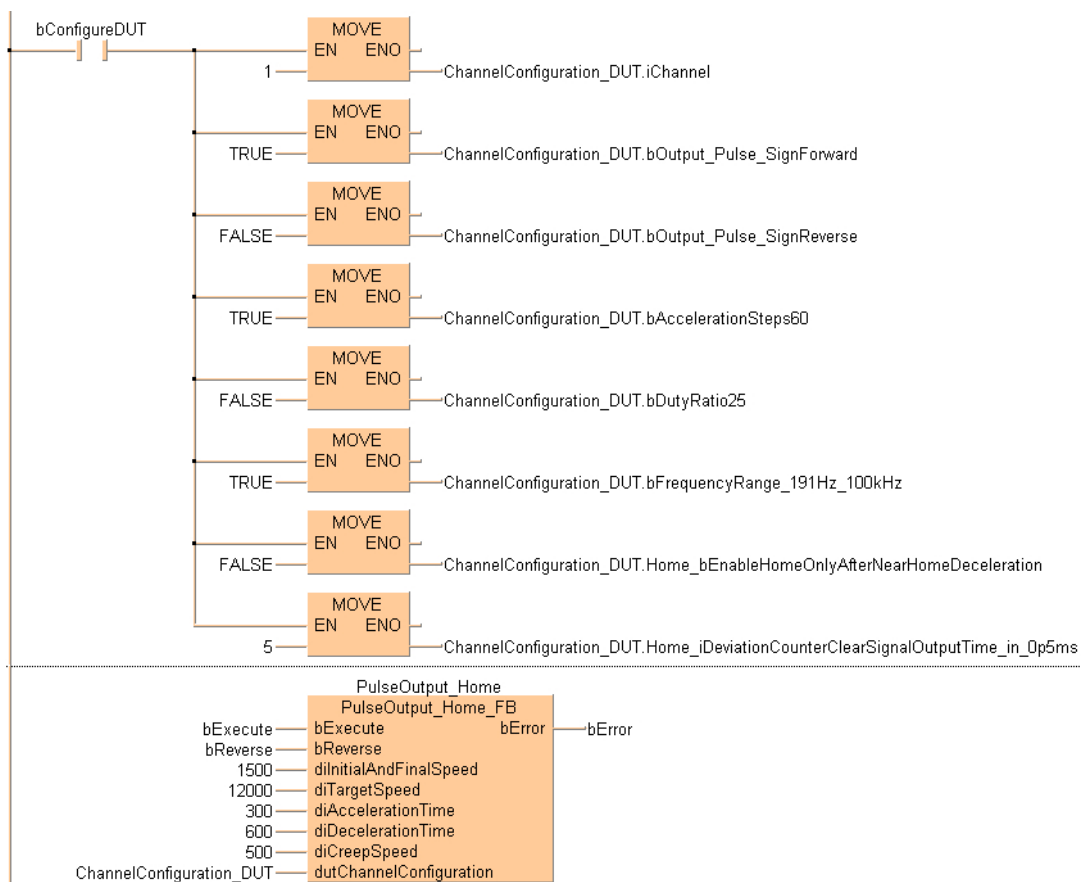 bConfigureDUT
MOVE
EN ENO
1 ChannelConfiguration_DUT.iChannel
MOVE
EN ENO
TRUE ChannelConfiguration_DUT.bOutput_Pulse_SignForward
MOVE
EN ENO
FALSE ChannelConfiguration_DUT.bOutput_Pulse_SignReverse
MOVE
EN ENO
TRUE ChannelConfiguration_DUT.bAccelerationSteps60
MOVE
EN ENO
FALSE ChannelConfiguration_DUT.bDutyRatio25
MOVE
EN ENO
TRUE ChannelConfiguration_DUT.bFrequencyRange_191Hz_100kHz
MOVE
EN ENO
FALSE ChannelConfiguration_DUT.Home_bEnableHomeOnlyAfterNearHomeDeceleration
MOVE
EN ENO
5 ChannelConfiguration_DUT.Home_iDeviationCounterClearSignalOutputTime_in_0p5ms
PulseOutput_Home
PulseOutput_Home_FB
bExecute bExecute bError bError
bReverse bReverse
1500 diInitialAndFinalSpeed
12000 diTargetSpeed
300 diAccelerationTime
600 diDecelerationTime
500 diCreepSpeed
ChannelConfiguration_DUT dutChannelConfiguration